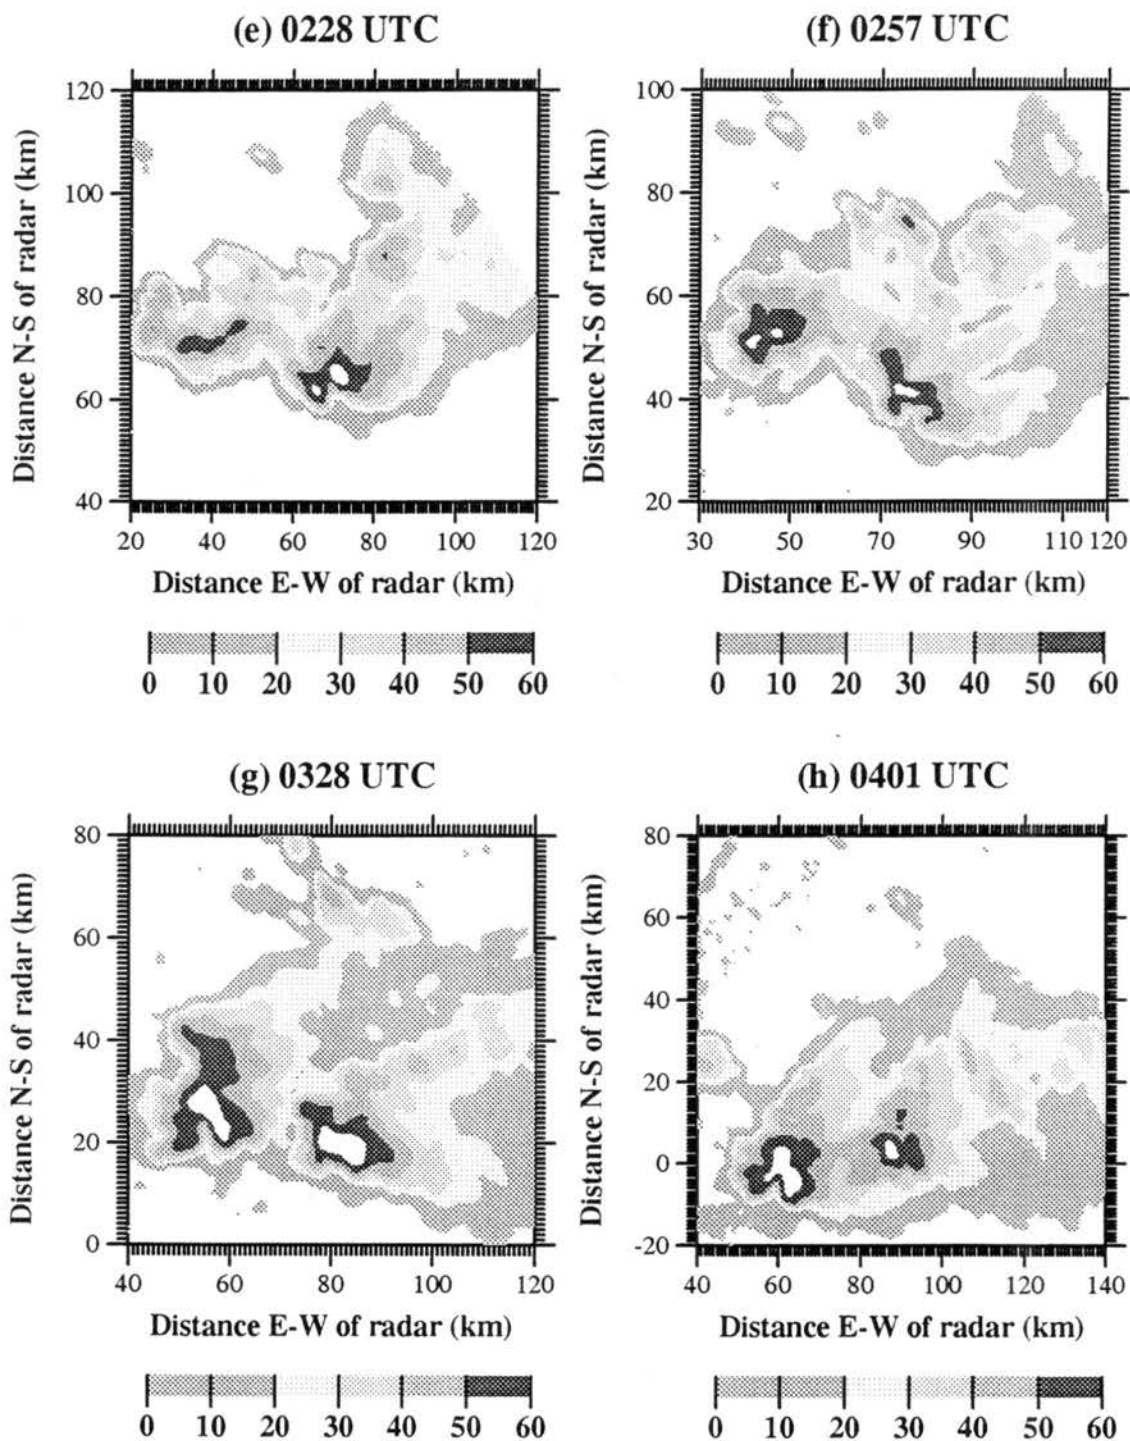 (e) 0228 UTC
(f) 0257 UTC
Distance N-S of radar (km)
120
100
80
60
40
20 40 60 80 100 120
Distance E-W of radar (km)
0 10 20 30 40 50 60
Distance N-S of radar (km)
100
80
60
40
20
30 50 70 90 110 120
Distance E-W of radar (km)
0 10 20 30 40 50 60
(g) 0328 UTC
(h) 0401 UTC
Distance N-S of radar (km)
80
60
40
20
0
40 60 80 100 120
Distance E-W of radar (km)
0 10 20 30 40 50 60
Distance N-S of radar (km)
80
60
40
20
0
-20
40 60 80 100 120 140
Distance E-W of radar (km)
0 10 20 30 40 50 60